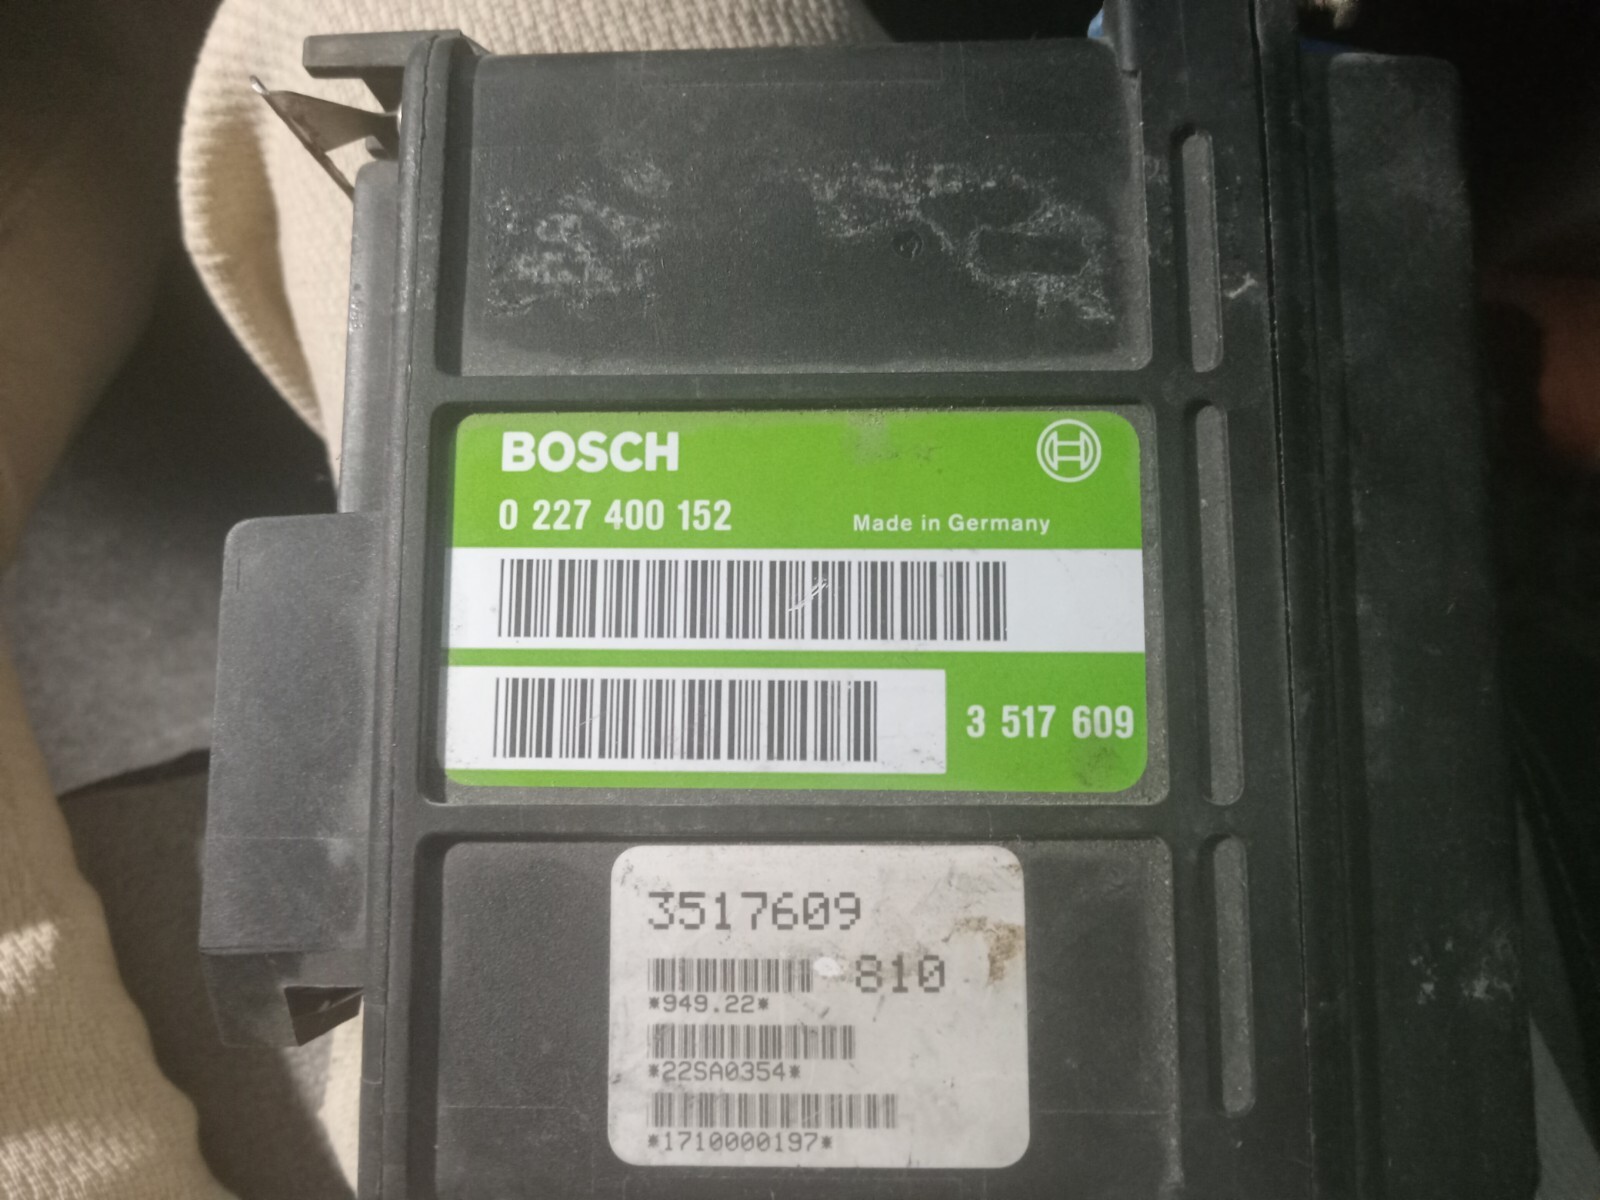 BOSCH
0 227 400 152 Made in Germany
3 517 609
3517609
810
*949.22*
*22SA0354*
*1710000197*